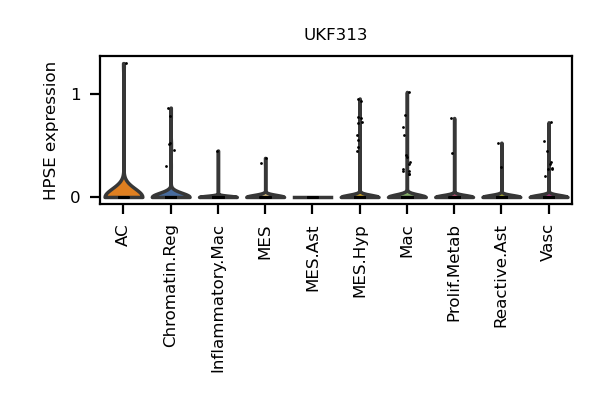 UKF313
HPSE expression
1
0
AC
Chromatin.Reg
Inflammatory.Mac
MES
MES.Ast
MES.Hyp
Mac
Prolif.Metab
Reactive.Ast
Vasc